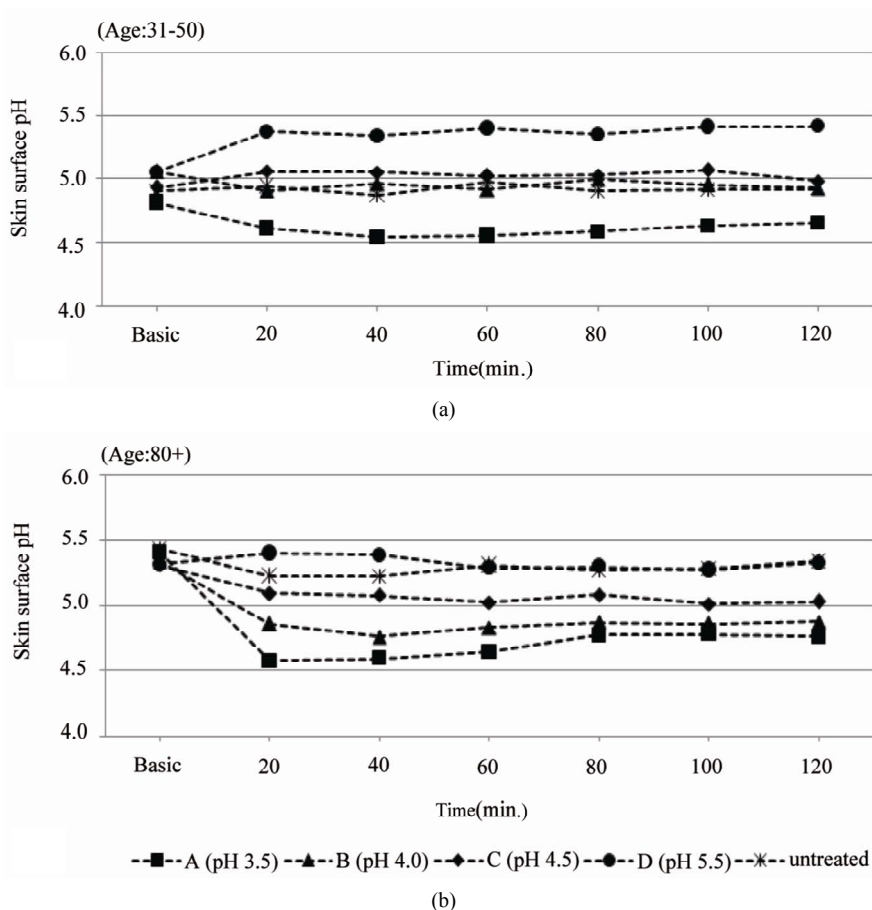 (Age:31-50)
6.0
5.5
5.0
4.5
4.0
Skin surface pH
Basic 20 40 60 80 100 120
Time(min.)
(a)
(Age:80+)
6.0
5.5
5.0
4.5
4.0
Skin surface pH
Basic 20 40 60 80 100 120
Time(min.)
A (pH 3.5) B (pH 4.0) C (pH 4.5) D (pH 5.5) untreated
(b)